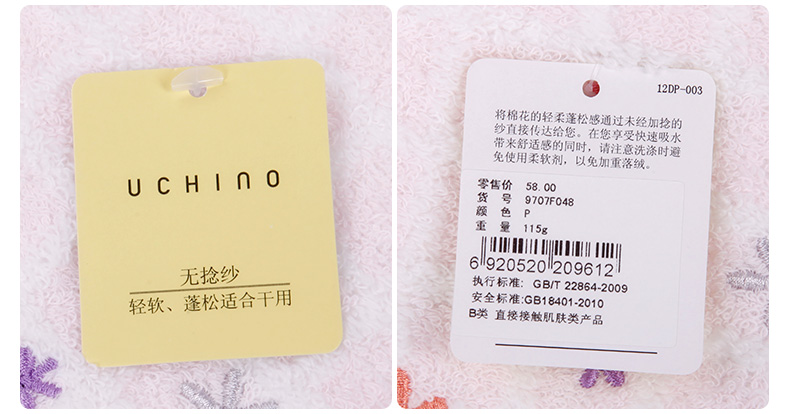 UCHINO
无捻纱
轻软、蓬松适合干用
12DP-003
将棉花的轻柔蓬松感通过未经加捻的
纱直接传达给您。在您享受快速吸水
带来舒适感的同时，请注意洗涤时避
免使用柔软剂，以免加重落绒。
零售价 58.00
货 号 9707F048
颜 色 P
重 量 115g
6 920520 209612
执行标准: GB/T 22864-2009
安全标准:GB18401-2010
B类 直接接触肌肤类产品